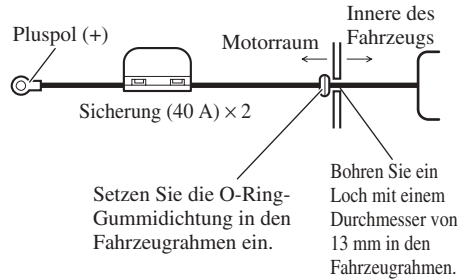 Pluspol (+)
Motorraum
Innere des
Fahrzeugs
Sicherung (40 A) × 2
Setzen Sie die O-Ring-
Gummidichtung in den
Fahrzeugrahmen ein.
Bohren Sie ein
Loch mit einem
Durchmesser von
13 mm in den
Fahrzeugrahmen.